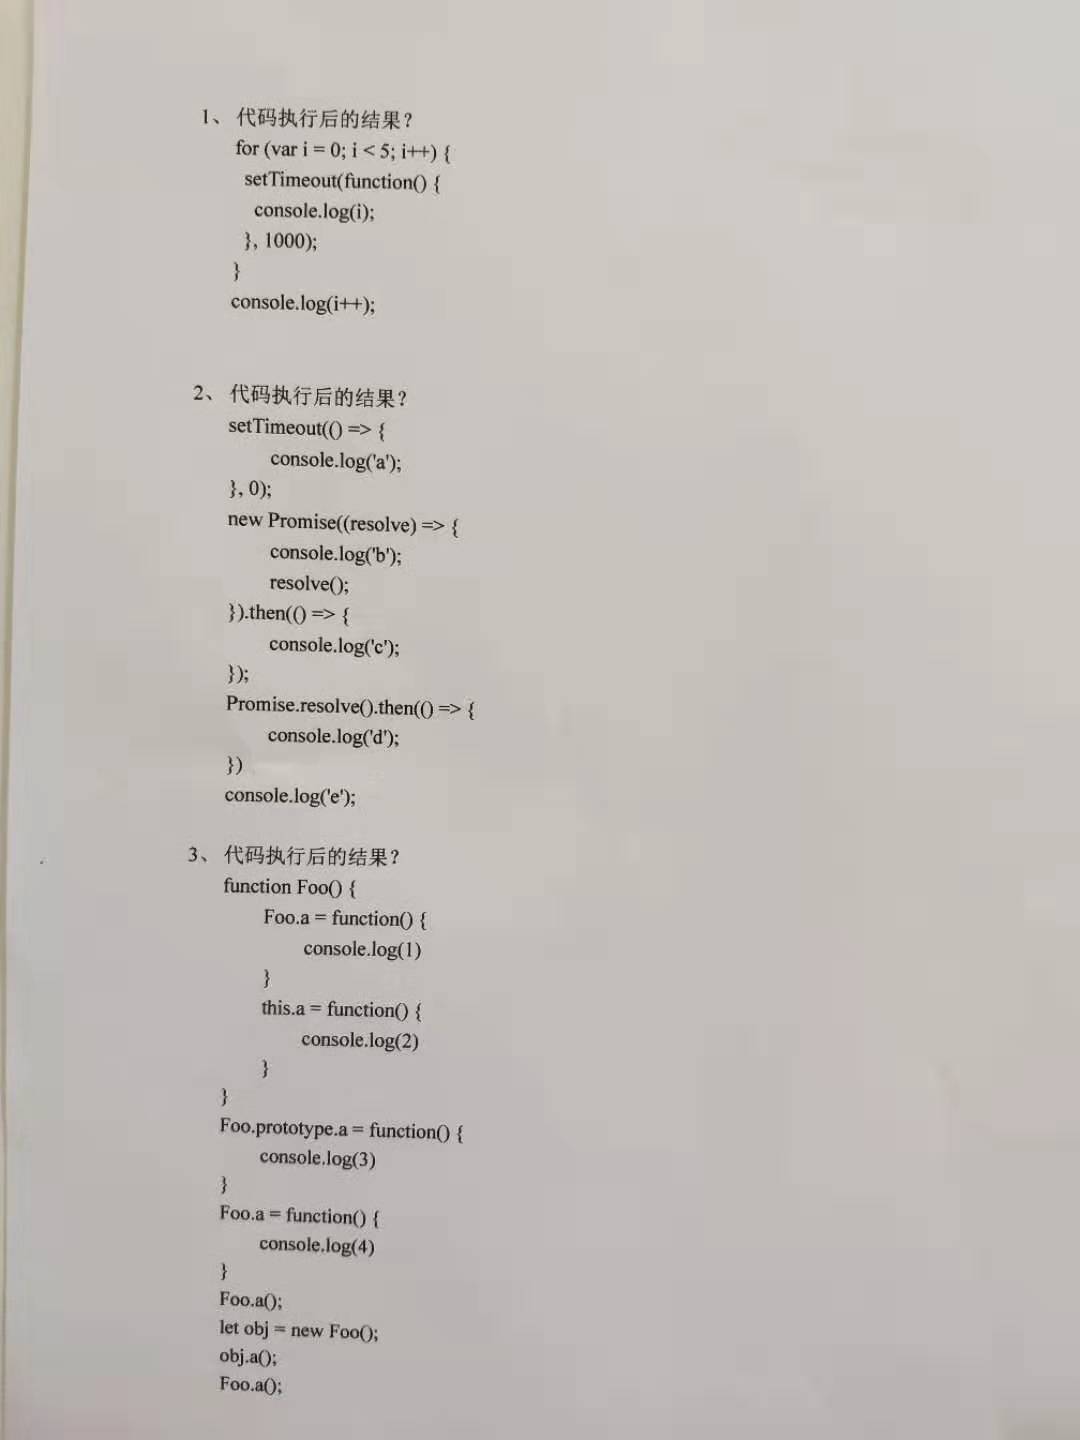 1、 代码执行后的结果？
for (var i = 0; i < 5; i++) {
setTimeout(function() {
console.log(i);
}, 1000);
}
console.log(i++);
2、 代码执行后的结果？
setTimeout(() => {
console.log('a');
}, 0);
new Promise((resolve) => {
console.log('b');
resolve();
}).then(() => {
console.log('c');
});
Promise.resolve().then(() => {
console.log('d');
})
console.log('e');
3、 代码执行后的结果？
function Foo() {
Foo.a = function() {
console.log(1)
}
this.a = function() {
console.log(2)
}
}
Foo.prototype.a = function() {
console.log(3)
}
Foo.a = function() {
console.log(4)
}
Foo.a();
let obj = new Foo();
obj.a();
Foo.a();